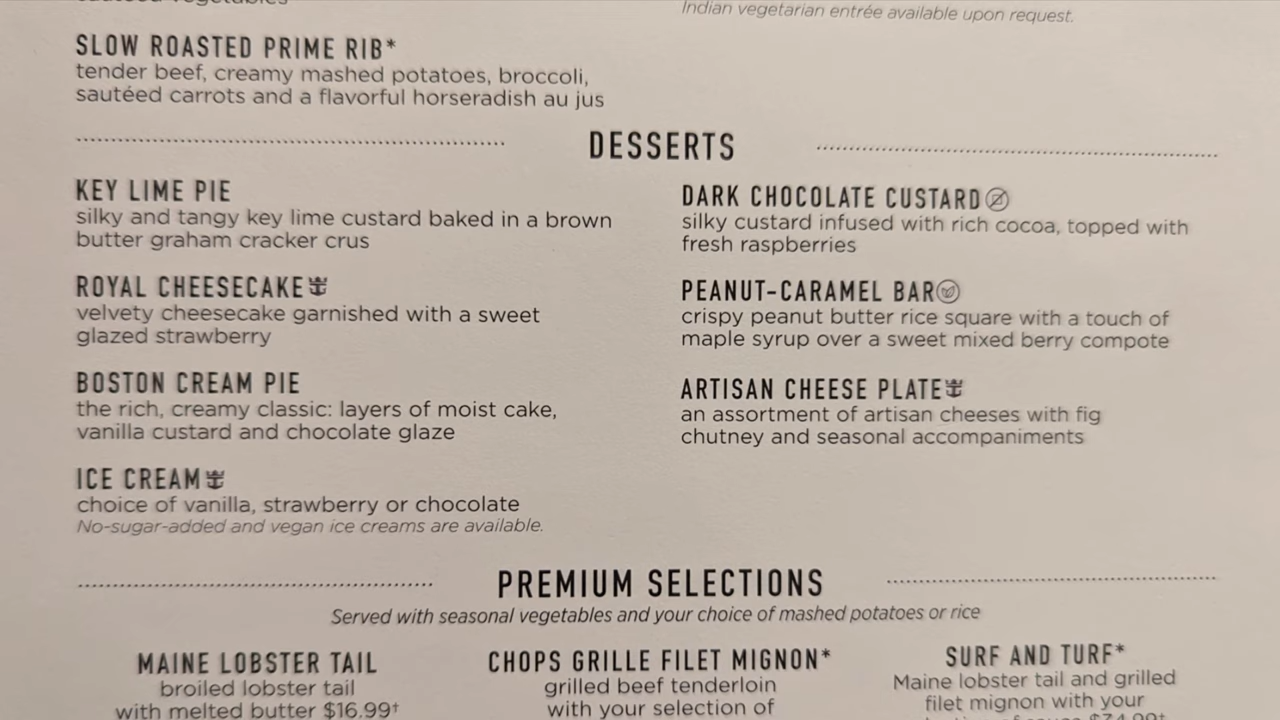 Indian vegetarian entrée available upon request.
SLOW ROASTED PRIME RIB*
tender beef, creamy mashed potatoes, broccoli,
sautéed carrots and a flavorful horseradish au jus
DESSERTS
KEY LIME PIE
silky and tangy key lime custard baked in a brown
butter graham cracker crus
ROYAL CHEESECAKE
velvety cheesecake garnished with a sweet
glazed strawberry
BOSTON CREAM PIE
the rich, creamy classic: layers of moist cake,
vanilla custard and chocolate glaze
ICE CREAM
choice of vanilla, strawberry or chocolate
No-sugar-added and vegan ice creams are available.
DARK CHOCOLATE CUSTARD
silky custard infused with rich cocoa, topped with
fresh raspberries
PEANUT-CARAMEL BAR
crispy peanut butter rice square with a touch of
maple syrup over a sweet mixed berry compote
ARTISAN CHEESE PLATE
an assortment of artisan cheeses with fig
chutney and seasonal accompaniments
PREMIUM SELECTIONS
Served with seasonal vegetables and your choice of mashed potatoes or rice
MAINE LOBSTER TAIL
broiled lobster tail
with melted butter $16.99†
CHOPS GRILLE FILET MIGNON*
grilled beef tenderloin
with your selection of
SURF AND TURF*
Maine lobster tail and grilled
filet mignon with your